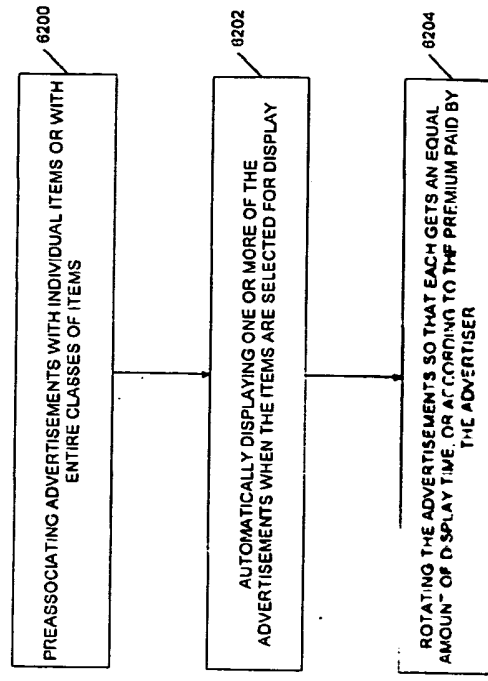 6200
PREASSOCIATING ADVERTISEMENTS WITH INDIVIDUAL ITEMS OR WITH
ENTIRE CLASSES OF ITEMS
6202
AUTOMATICALLY DISPLAYING ONE OR MORE OF THE
ADVERTISEMENTS WHEN THE ITEMS ARE SELECTED FOR DISPLAY
6204
ROTATING THE ADVERTISEMENTS SO THAT EACH GETS AN EQUAL
AMOUNT OF DISPLAY TIME, OR ACCORDING TO THE PREMIUM PAID BY
THE ADVERTISER